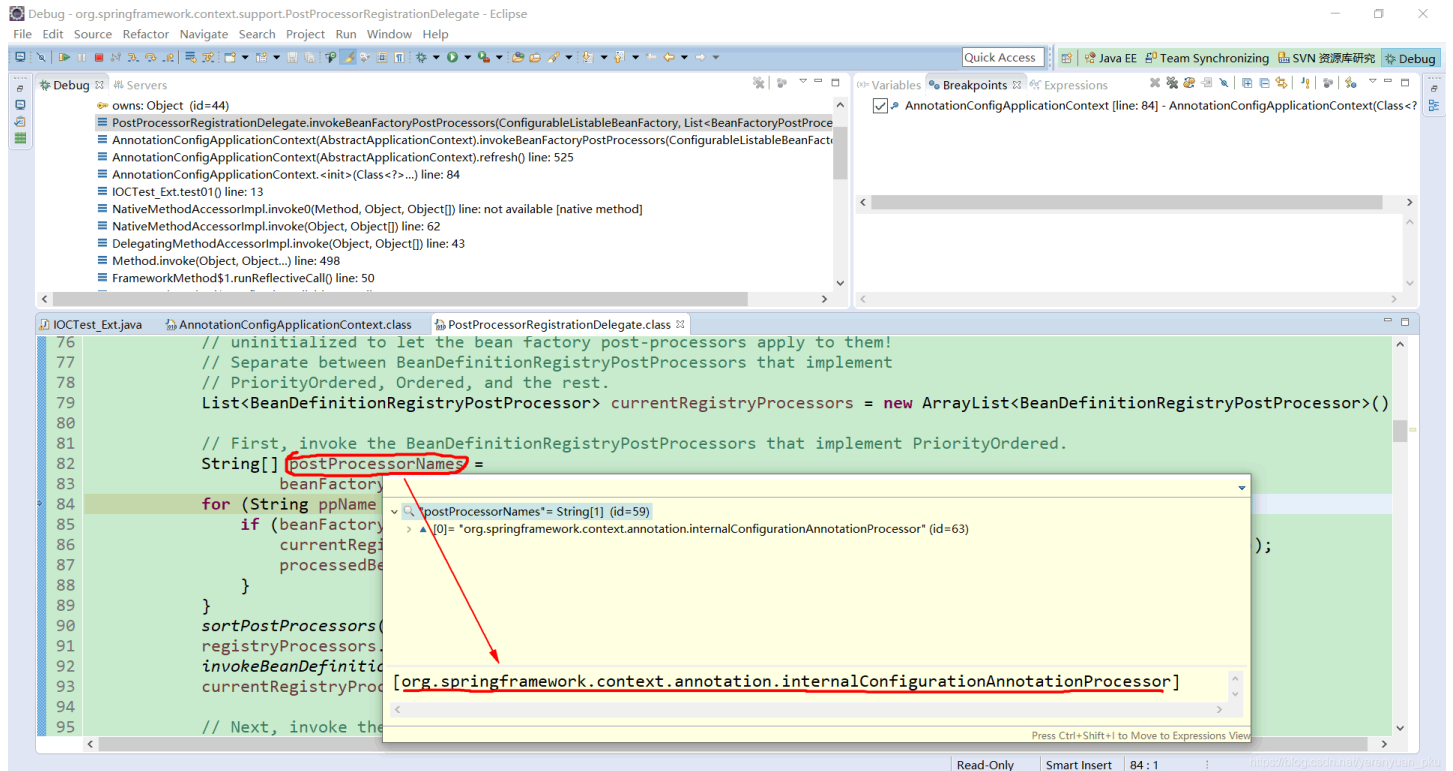 Debug - org.springframework.context.support.PostProcessorRegistrationDelegate - Eclipse
File Edit Source Refactor Navigate Search Project Run Window Help
Quick Access
Java EE Team Synchronizing SVN 资源库研究 Debug
Debug Servers
owns: Object (id=44)
PostProcessorRegistrationDelegate.invokeBeanFactoryPostProcessors(ConfigurableListableBeanFactory, List<BeanFactoryPostProce
AnnotationConfigApplicationContext(AbstractApplicationContext).invokeBeanFactoryPostProcessors(ConfigurableListableBeanFact
AnnotationConfigApplicationContext(AbstractApplicationContext).refresh() line: 525
AnnotationConfigApplicationContext.<init>(Class<?>...) line: 84
IOCTest_Ext.test01() line: 13
NativeMethodAccessorImpl.invoke0(Method, Object, Object[]) line: not available [native method]
NativeMethodAccessorImpl.invoke(Object, Object[]) line: 62
DelegatingMethodAccessorImpl.invoke(Object, Object[]) line: 43
Method.invoke(Object, Object...) line: 498
FrameworkMethod$1.runReflectiveCall() line: 50
Variables Breakpoints Expressions
AnnotationConfigApplicationContext [line: 84] - AnnotationConfigApplicationContext(Class<?
IOCTest_Ext.java AnnotationConfigApplicationContext.class PostProcessorRegistrationDelegate.class
76 // uninitialized to let the bean factory post-processors apply to them!
77 // Separate between BeanDefinitionRegistryPostProcessors that implement
78 // PriorityOrdered, Ordered, and the rest.
79 List<BeanDefinitionRegistryPostProcessor> currentRegistryProcessors = new ArrayList<BeanDefinitionRegistryPostProcessor>()
80
81 // First, invoke the BeanDefinitionRegistryPostProcessors that implement PriorityOrdered.
82 String[] postProcessorNames =
83 beanFactory
84 for (String ppName
85 if (beanFactory
86 currentRegi );
87 processedBe
88 }
89 }
90 sortPostProcessors(
91 registryProcessors.
92 invokeBeanDefinitio
93 currentRegistryProc
94
95 // Next, invoke the
"postProcessorNames"= String[1] (id=59)
[0]= "org.springframework.context.annotation.internalConfigurationAnnotationProcessor" (id=63)
[org.springframework.context.annotation.internalConfigurationAnnotationProcessor]
Press Ctrl+Shift+I to Move to Expressions View
Read-Only Smart Insert 84 : 1
https://blog.csdn.net/yerenyuan_pku